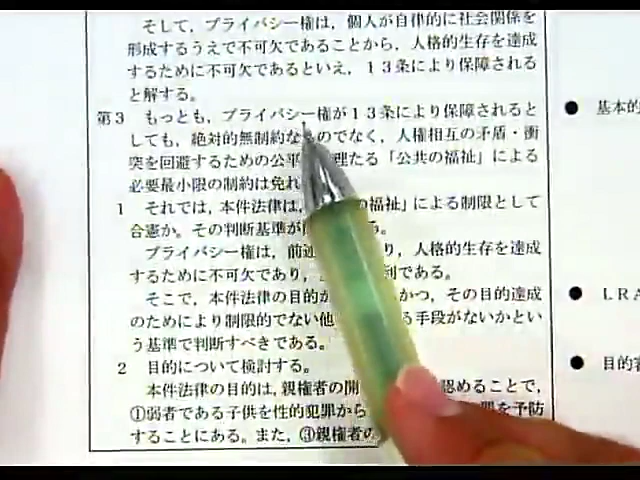 そして，プライバシー権は，個人が自律的に社会関係を
形成するうえで不可欠であることから，人格的生存を達成
するために不可欠であるといえ，１３条により保障される
と解する。
第３ もっとも，プライバシー権が１３条により保障されると
しても，絶対的無制約な のでなく，人権相互の矛盾・衝
突を回避するための公平 理たる「公共の福祉」による
必要最小限の制約は免れ
１ それでは，本件法律は， の福祉」による制限として
合憲か。その判断基準が る。
プライバシー権は，前述 り，人格的生存を達成
するために不可欠であり， 利である。
そこで，本件法律の目的が かつ，その目的達成
のためにより制限的でない他 る手段がないかとい
う基準で判断すべきである。
２ 目的について検討する。
本件法律の目的は，親権者の開 認めることで，
①弱者である子供を性的犯罪から 罪を予防
することにある。また，③親権者の
● 基本的
● ＬＲＡ
● 目的審